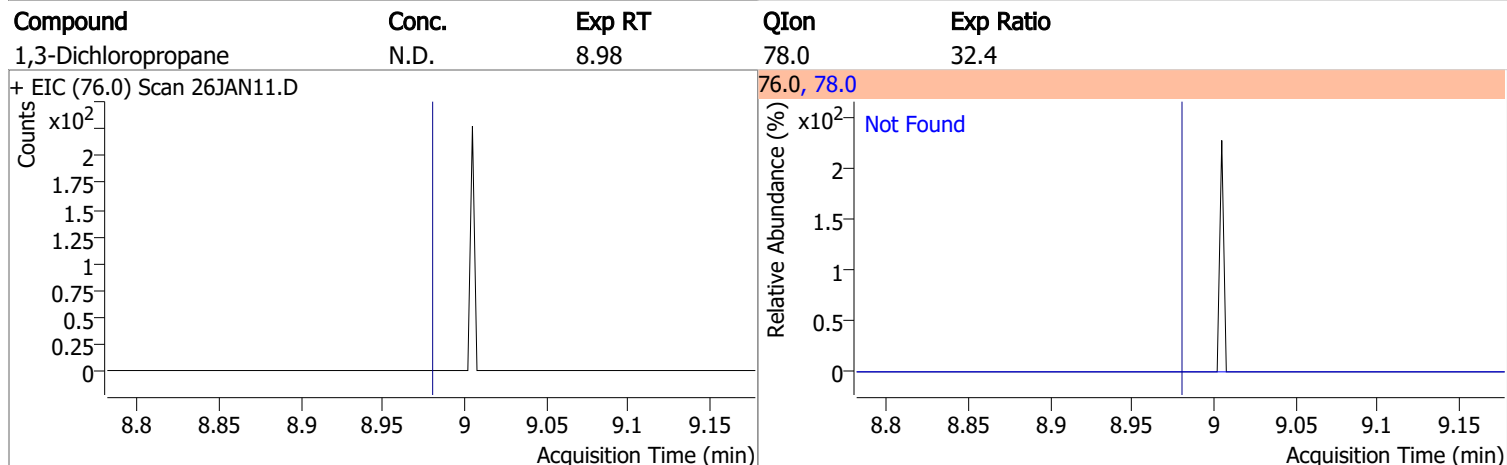 Compound Conc. Exp RT QIon Exp Ratio
1,3-Dichloropropane N.D. 8.98 78.0 32.4
+ EIC (76.0) Scan 26JAN11.D
Counts
x10²
2
1.75
1.5
1.25
1
0.75
0.5
0.25
0
8.8 8.85 8.9 8.95 9 9.05 9.1 9.15
Acquisition Time (min)
76.0, 78.0
Relative Abundance (%)
x10²
Not Found
2
1.5
1
0.5
0
8.8 8.85 8.9 8.95 9 9.05 9.1 9.15
Acquisition Time (min)